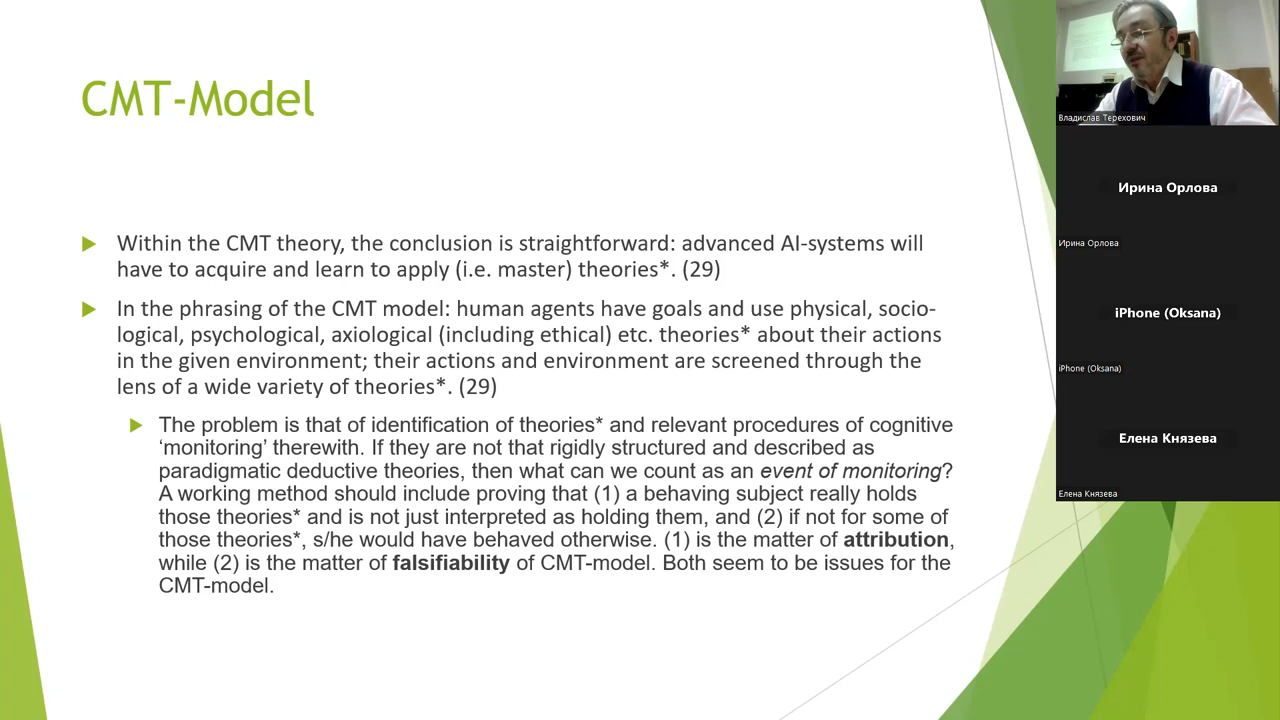 CMT-Model
Within the CMT theory, the conclusion is straightforward: advanced AI-systems will
have to acquire and learn to apply (i.e. master) theories*. (29)
In the phrasing of the CMT model: human agents have goals and use physical, socio-
logical, psychological, axiological (including ethical) etc. theories* about their actions
in the given environment; their actions and environment are screened through the
lens of a wide variety of theories*. (29)
The problem is that of identification of theories* and relevant procedures of cognitive
‘monitoring’ therewith. If they are not that rigidly structured and described as
paradigmatic deductive theories, then what can we count as an event of monitoring?
A working method should include proving that (1) a behaving subject really holds
those theories* and is not just interpreted as holding them, and (2) if not for some of
those theories*, s/he would have behaved otherwise. (1) is the matter of attribution,
while (2) is the matter of falsifiability of CMT-model. Both seem to be issues for the
CMT-model.
Владислав Терехович
Ирина Орлова
Ирина Орлова
iPhone (Oksana)
iPhone (Oksana)
Елена Князева
Елена Князева